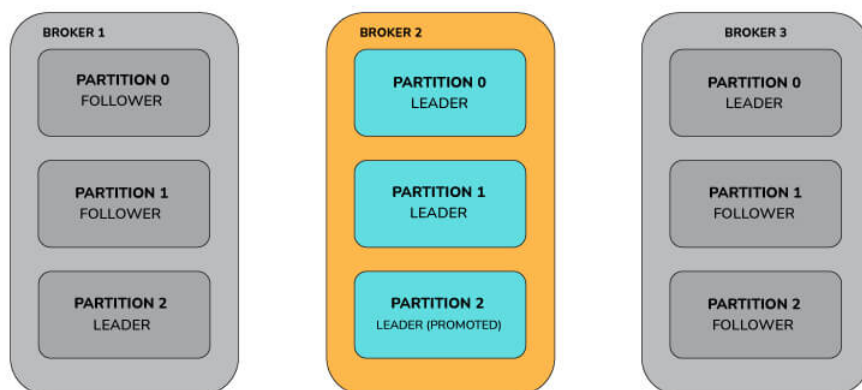 BROKER 1
PARTITION 0
FOLLOWER
PARTITION 1
FOLLOWER
PARTITION 2
LEADER
BROKER 2
PARTITION 0
LEADER
PARTITION 1
LEADER
PARTITION 2
LEADER (PROMOTED)
BROKER 3
PARTITION 0
LEADER
PARTITION 1
FOLLOWER
PARTITION 2
FOLLOWER